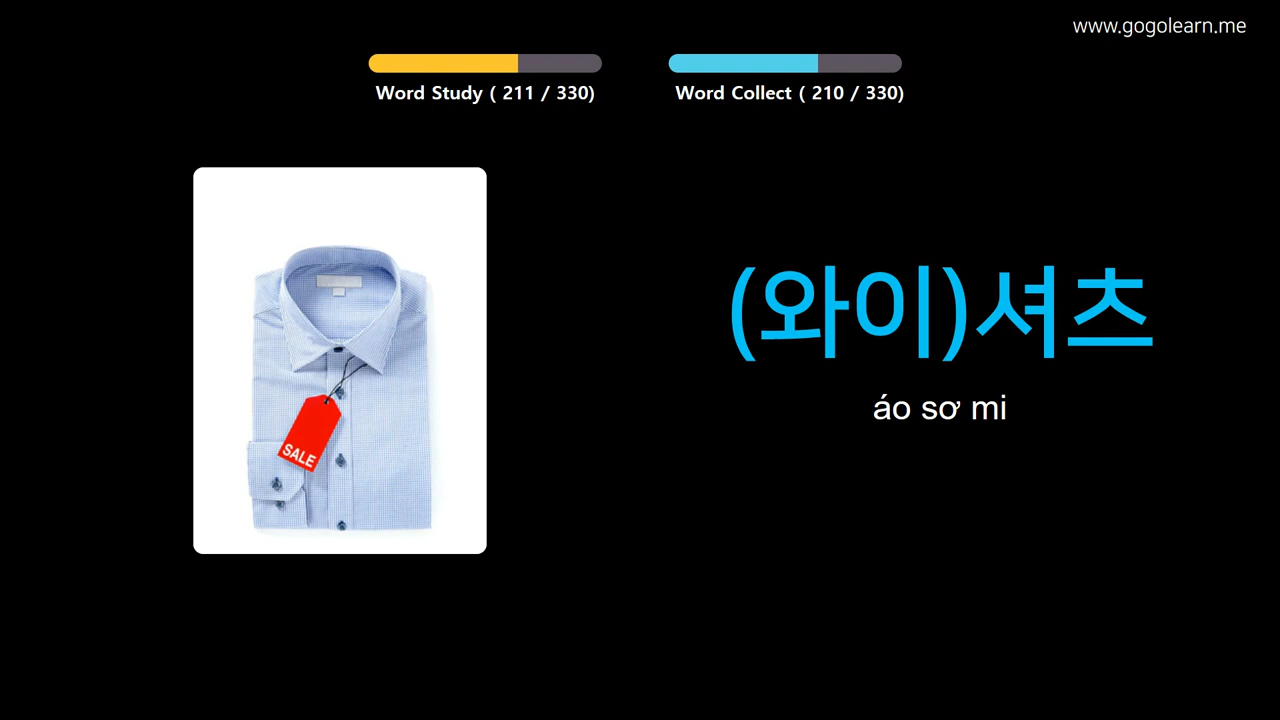 www.gogolearn.me
Word Study ( 211 / 330)
Word Collect ( 210 / 330)
SALE
(와이)셔츠
áo sơ mi